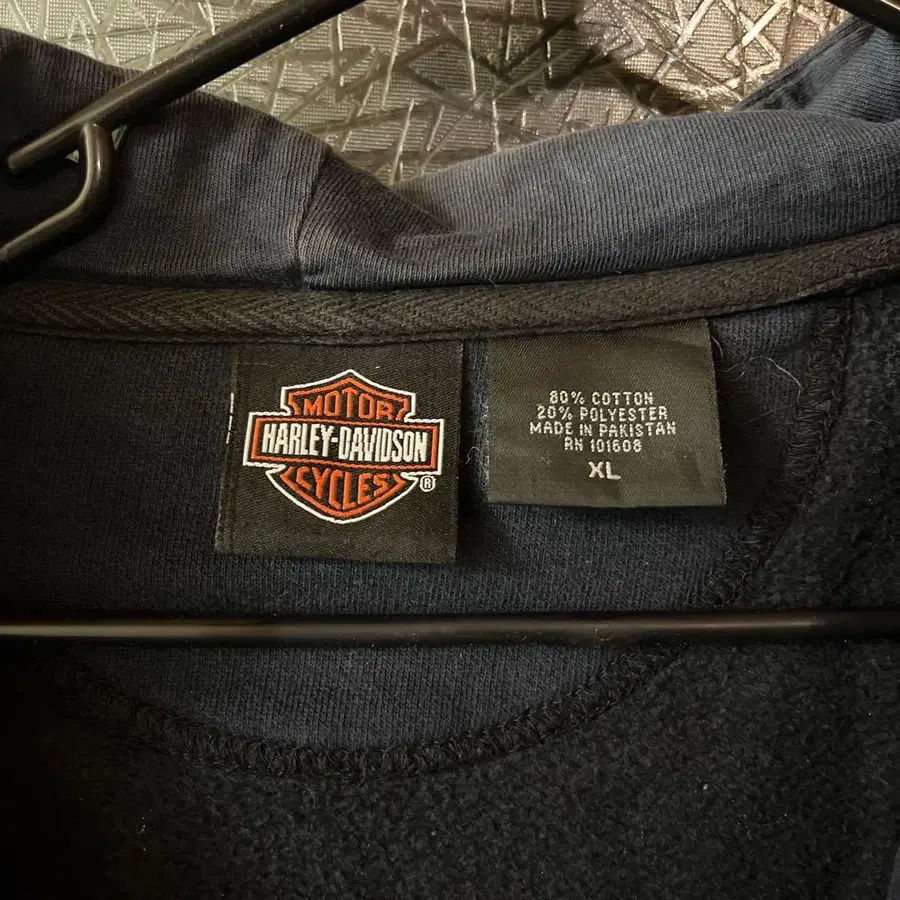 MOTOR
HARLEY-DAVIDSON
CYCLES
®
80% COTTON
20% POLYESTER
MADE IN PAKISTAN
RN 101608
XL